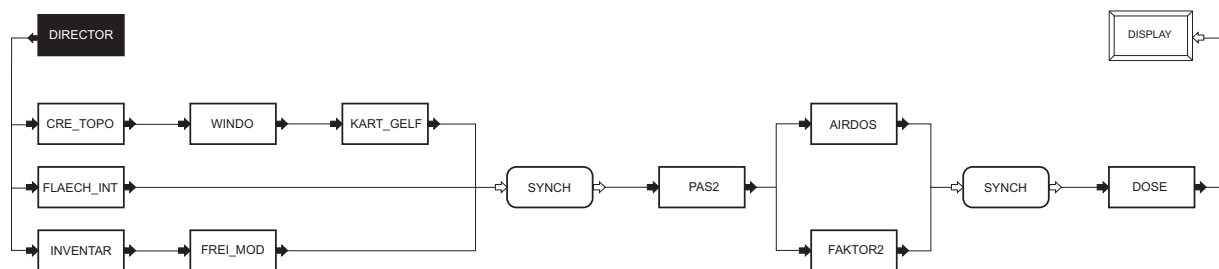 DIRECTOR
DISPLAY
CRE_TOPO
WINDO
KART_GELF
AIRDOS
FLAECH_INT
SYNCH
PAS2
SYNCH
DOSE
INVENTAR
FREI_MOD
FAKTOR2